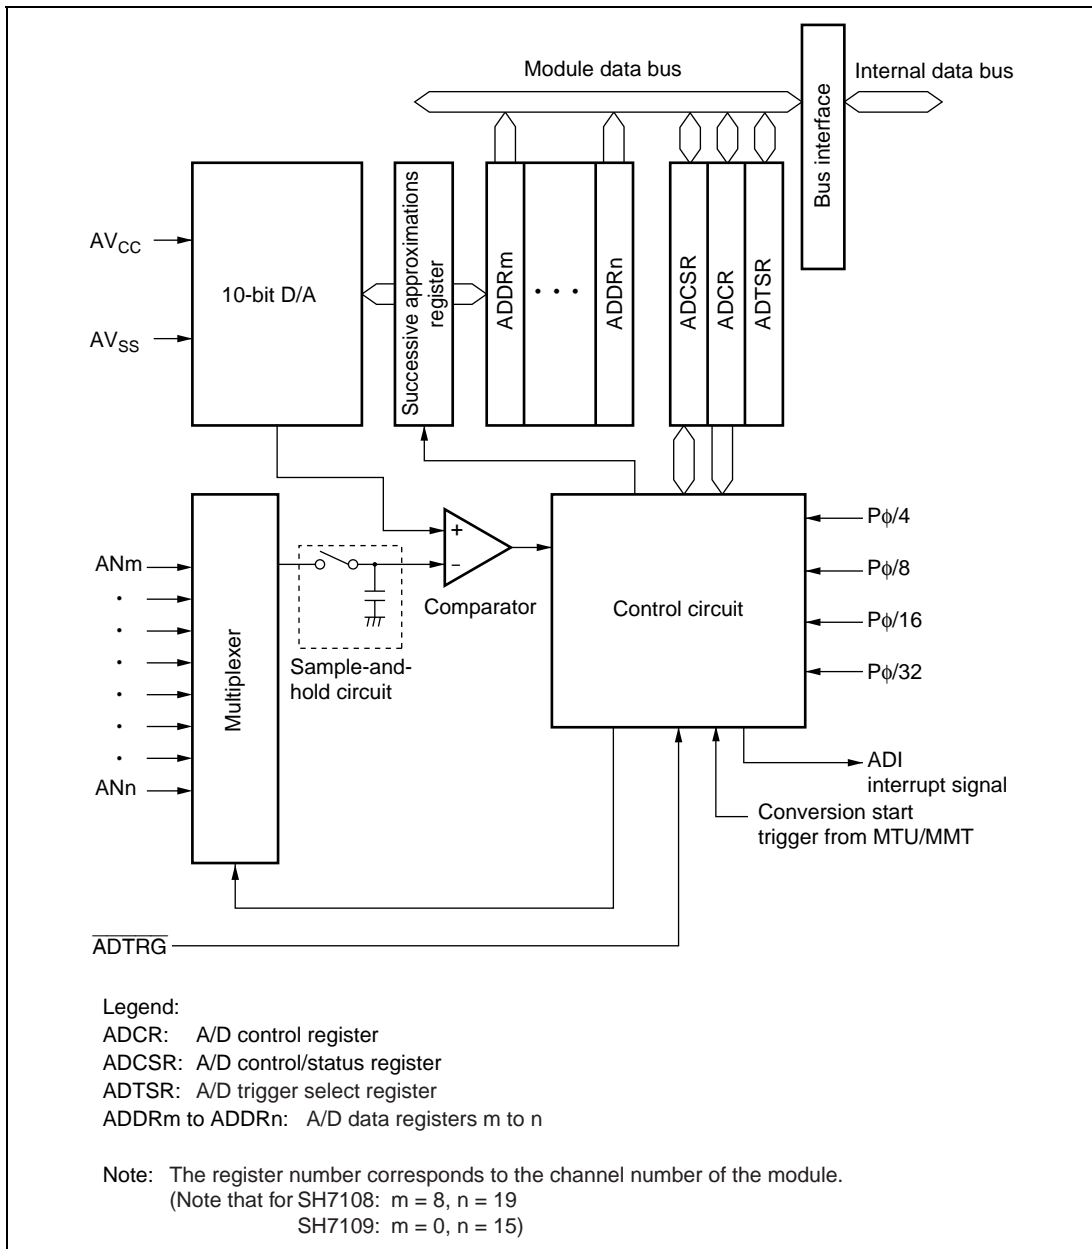 Module data bus
Internal data bus
Bus interface
AVCC
AVSS
10-bit D/A
Successive approximations
register
ADDRm
• • •
ADDRn
ADCSR
ADCR
ADTSR
ANm
•
•
•
•
•
•
ANn
Multiplexer
Sample-and-
hold circuit
+
−
Comparator
Control circuit
Pϕ/4
Pϕ/8
Pϕ/16
Pϕ/32
ADI
interrupt signal
Conversion start
trigger from MTU/MMT
ADTRG
Legend:
ADCR: A/D control register
ADCSR: A/D control/status register
ADTSR: A/D trigger select register
ADDRm to ADDRn: A/D data registers m to n
Note: The register number corresponds to the channel number of the module.
(Note that for SH7108: m = 8, n = 19
SH7109: m = 0, n = 15)